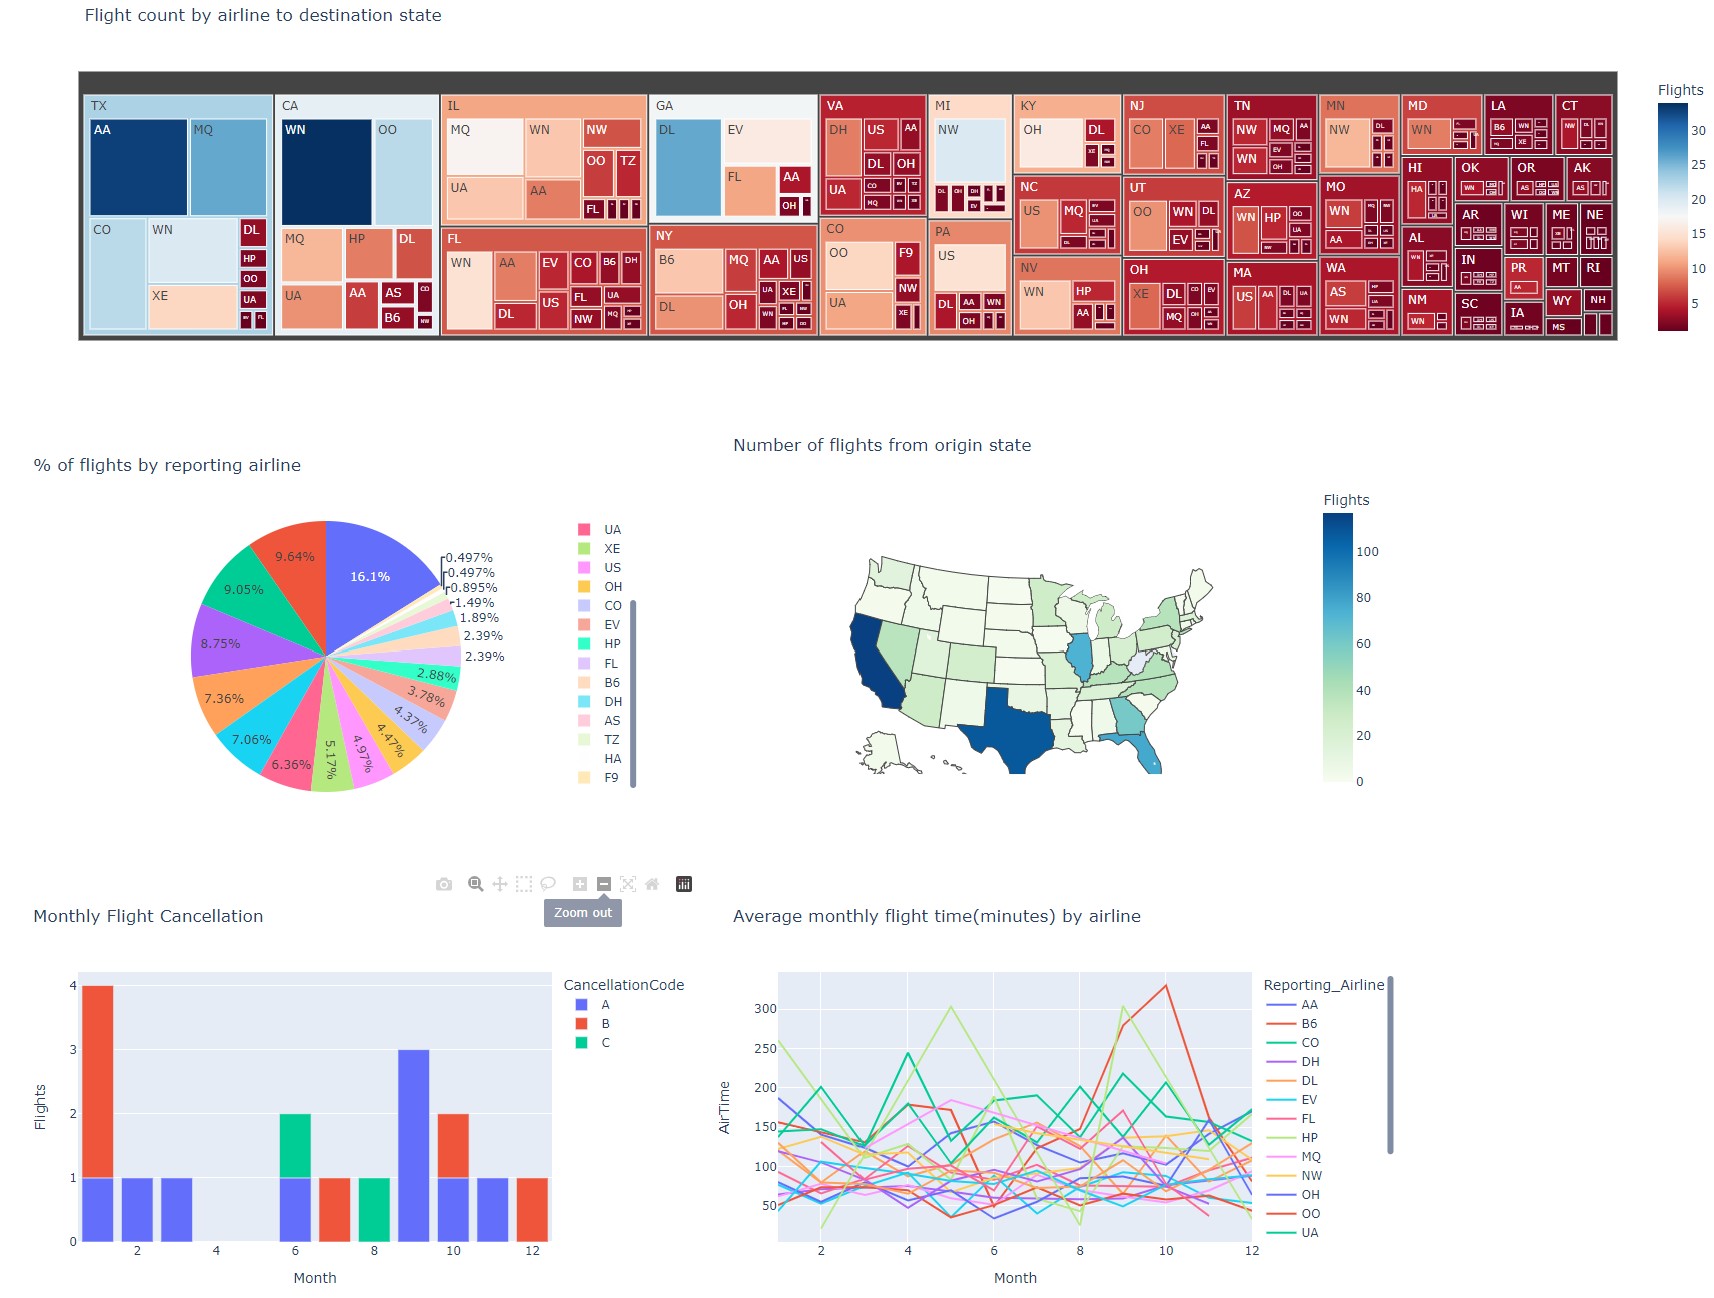 Flight count by airline to destination state
Flights
30
25
20
15
10
5
TX
AA
MQ
CO
WN
XE
DL
HP
OO
UA
EV
FL
CA
WN
OO
MQ
HP
DL
UA
AA
AS
B6
CO
NW
IL
MQ
WN
NW
UA
AA
OO
TZ
FL
FL
WN
AA
DL
EV
US
CO
B6
DH
FL
UA
NW
MQ
GA
DL
EV
FL
AA
OH
NY
B6
DL
MQ
OH
AA
US
UA
XE
WN
VA
DH
UA
US
AA
DL
OH
CO
MQ
CO
OO
UA
F9
NW
XE
MI
NW
DL
OH
DH
EV
PA
US
DL
AA
WN
OH
KY
OH
DL
XE
NC
US
MQ
DL
NV
WN
HP
AA
NJ
CO
XE
AA
FL
UT
OO
WN
DL
EV
OH
XE
DL
CO
EV
MQ
OH
TN
NW
MQ
AA
WN
EV
OH
AZ
WN
HP
OO
UA
NW
MA
US
AA
DL
UA
MN
NW
DL
MO
WN
AA
MQ
NW
WA
AS
WN
HP
UA
MD
WN
HI
HA
AL
WN
NM
WN
LA
B6
WN
XE
CT
NW
DL
OK
WN
OR
AS
AK
AS
AR
WI
ME
NE
IN
PR
AA
MT
RI
SC
IA
WY
NH
MS
% of flights by reporting airline
16.1%
9.64%
9.05%
8.75%
7.36%
7.06%
6.36%
5.17%
4.97%
4.47%
4.37%
3.78%
2.88%
2.39%
2.39%
1.89%
1.49%
0.895%
0.497%
0.497%
UA
XE
US
OH
CO
EV
HP
FL
B6
DH
AS
TZ
HA
F9
Number of flights from origin state
Flights
100
80
60
40
20
0
Zoom out
Monthly Flight Cancellation
Flights
4
3
2
1
0
2
4
6
8
10
12
Month
CancellationCode
A
B
C
Average monthly flight time(minutes) by airline
AirTime
300
250
200
150
100
50
2
4
6
8
10
12
Month
Reporting_Airline
AA
B6
CO
DH
DL
EV
FL
HP
MQ
NW
OH
OO
UA